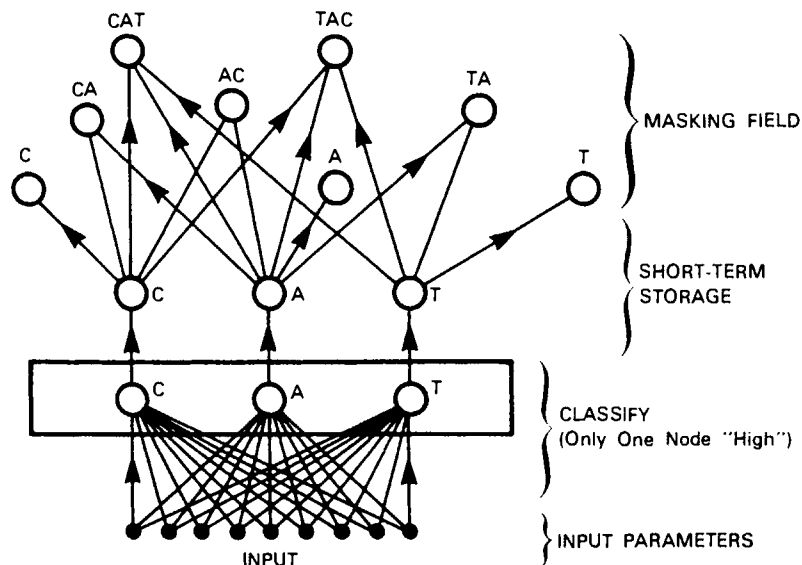 CAT
TAC
CA
AC
TA
MASKING FIELD
C
A
T
SHORT-TERM
STORAGE
C
A
T
C
A
T
CLASSIFY
(Only One Node "High")
INPUT PARAMETERS
INPUT